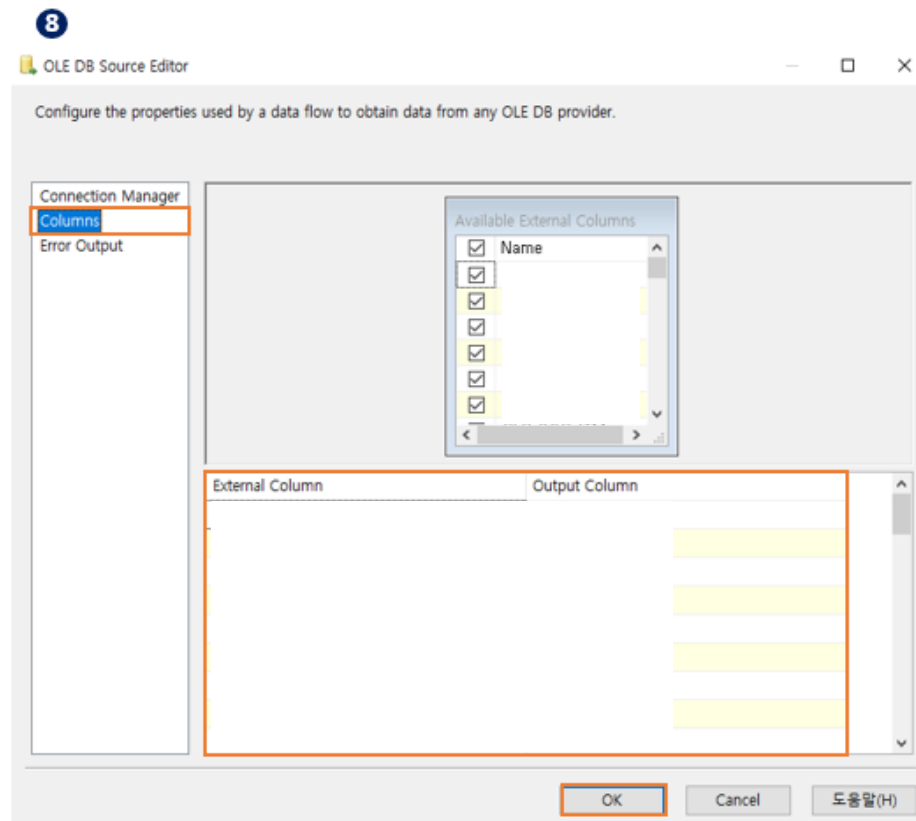 8
OLE DB Source Editor
Configure the properties used by a data flow to obtain data from any OLE DB provider.
Connection Manager
Columns
Error Output
Available External Columns
Name
External Column
Output Column
OK
Cancel
도움말(H)